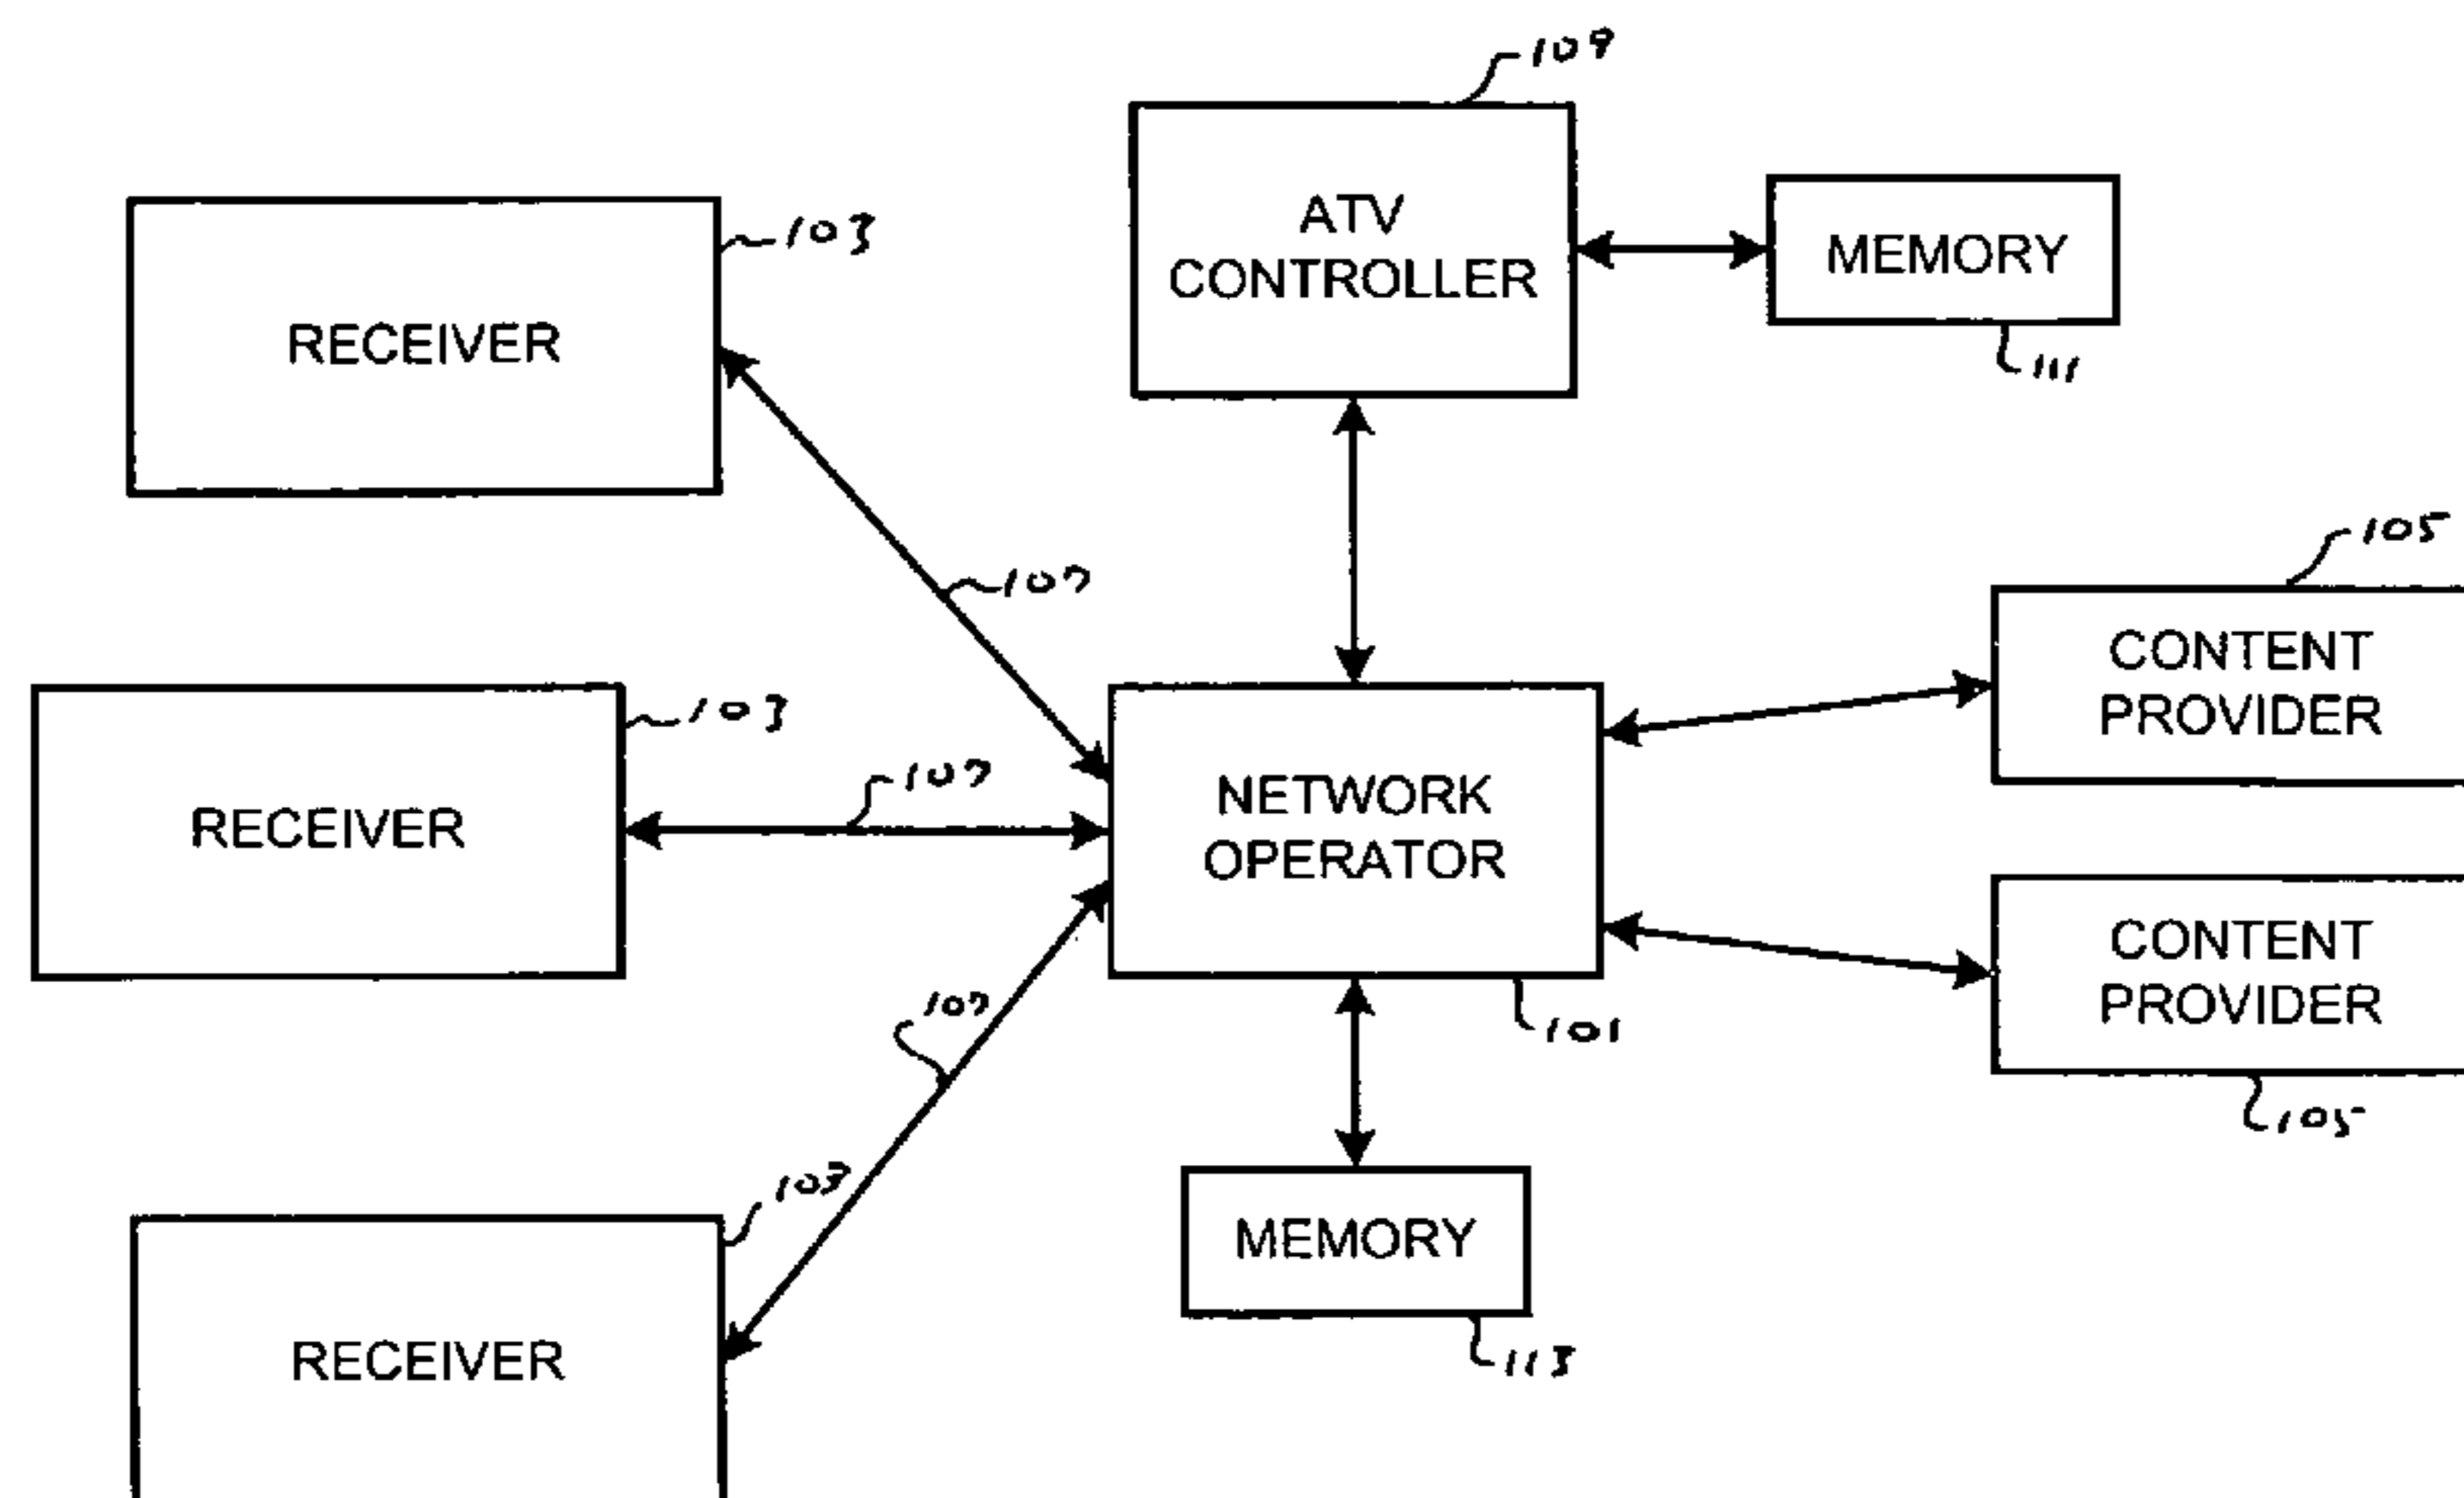 109
ATV
CONTROLLER
MEMORY
111
RECEIVER
103
107
105
CONTENT
PROVIDER
RECEIVER
103
107
NETWORK
OPERATOR
101
CONTENT
PROVIDER
105
107
103
RECEIVER
MEMORY
113